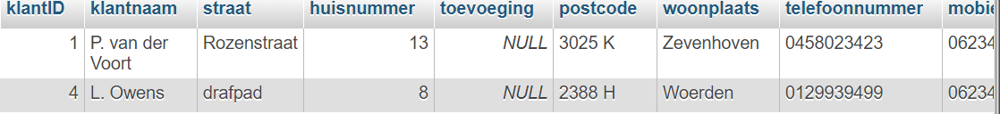 klantID klantnaam straat huisnummer toevoeging postcode woonplaats telefoonnummer
1 P. van der Voort Rozenstraat 13 NULL 3025 K Zevenhoven 0458023423 06234
4 L. Owens drafpad 8 NULL 2388 H Woerden 0129939499 06234